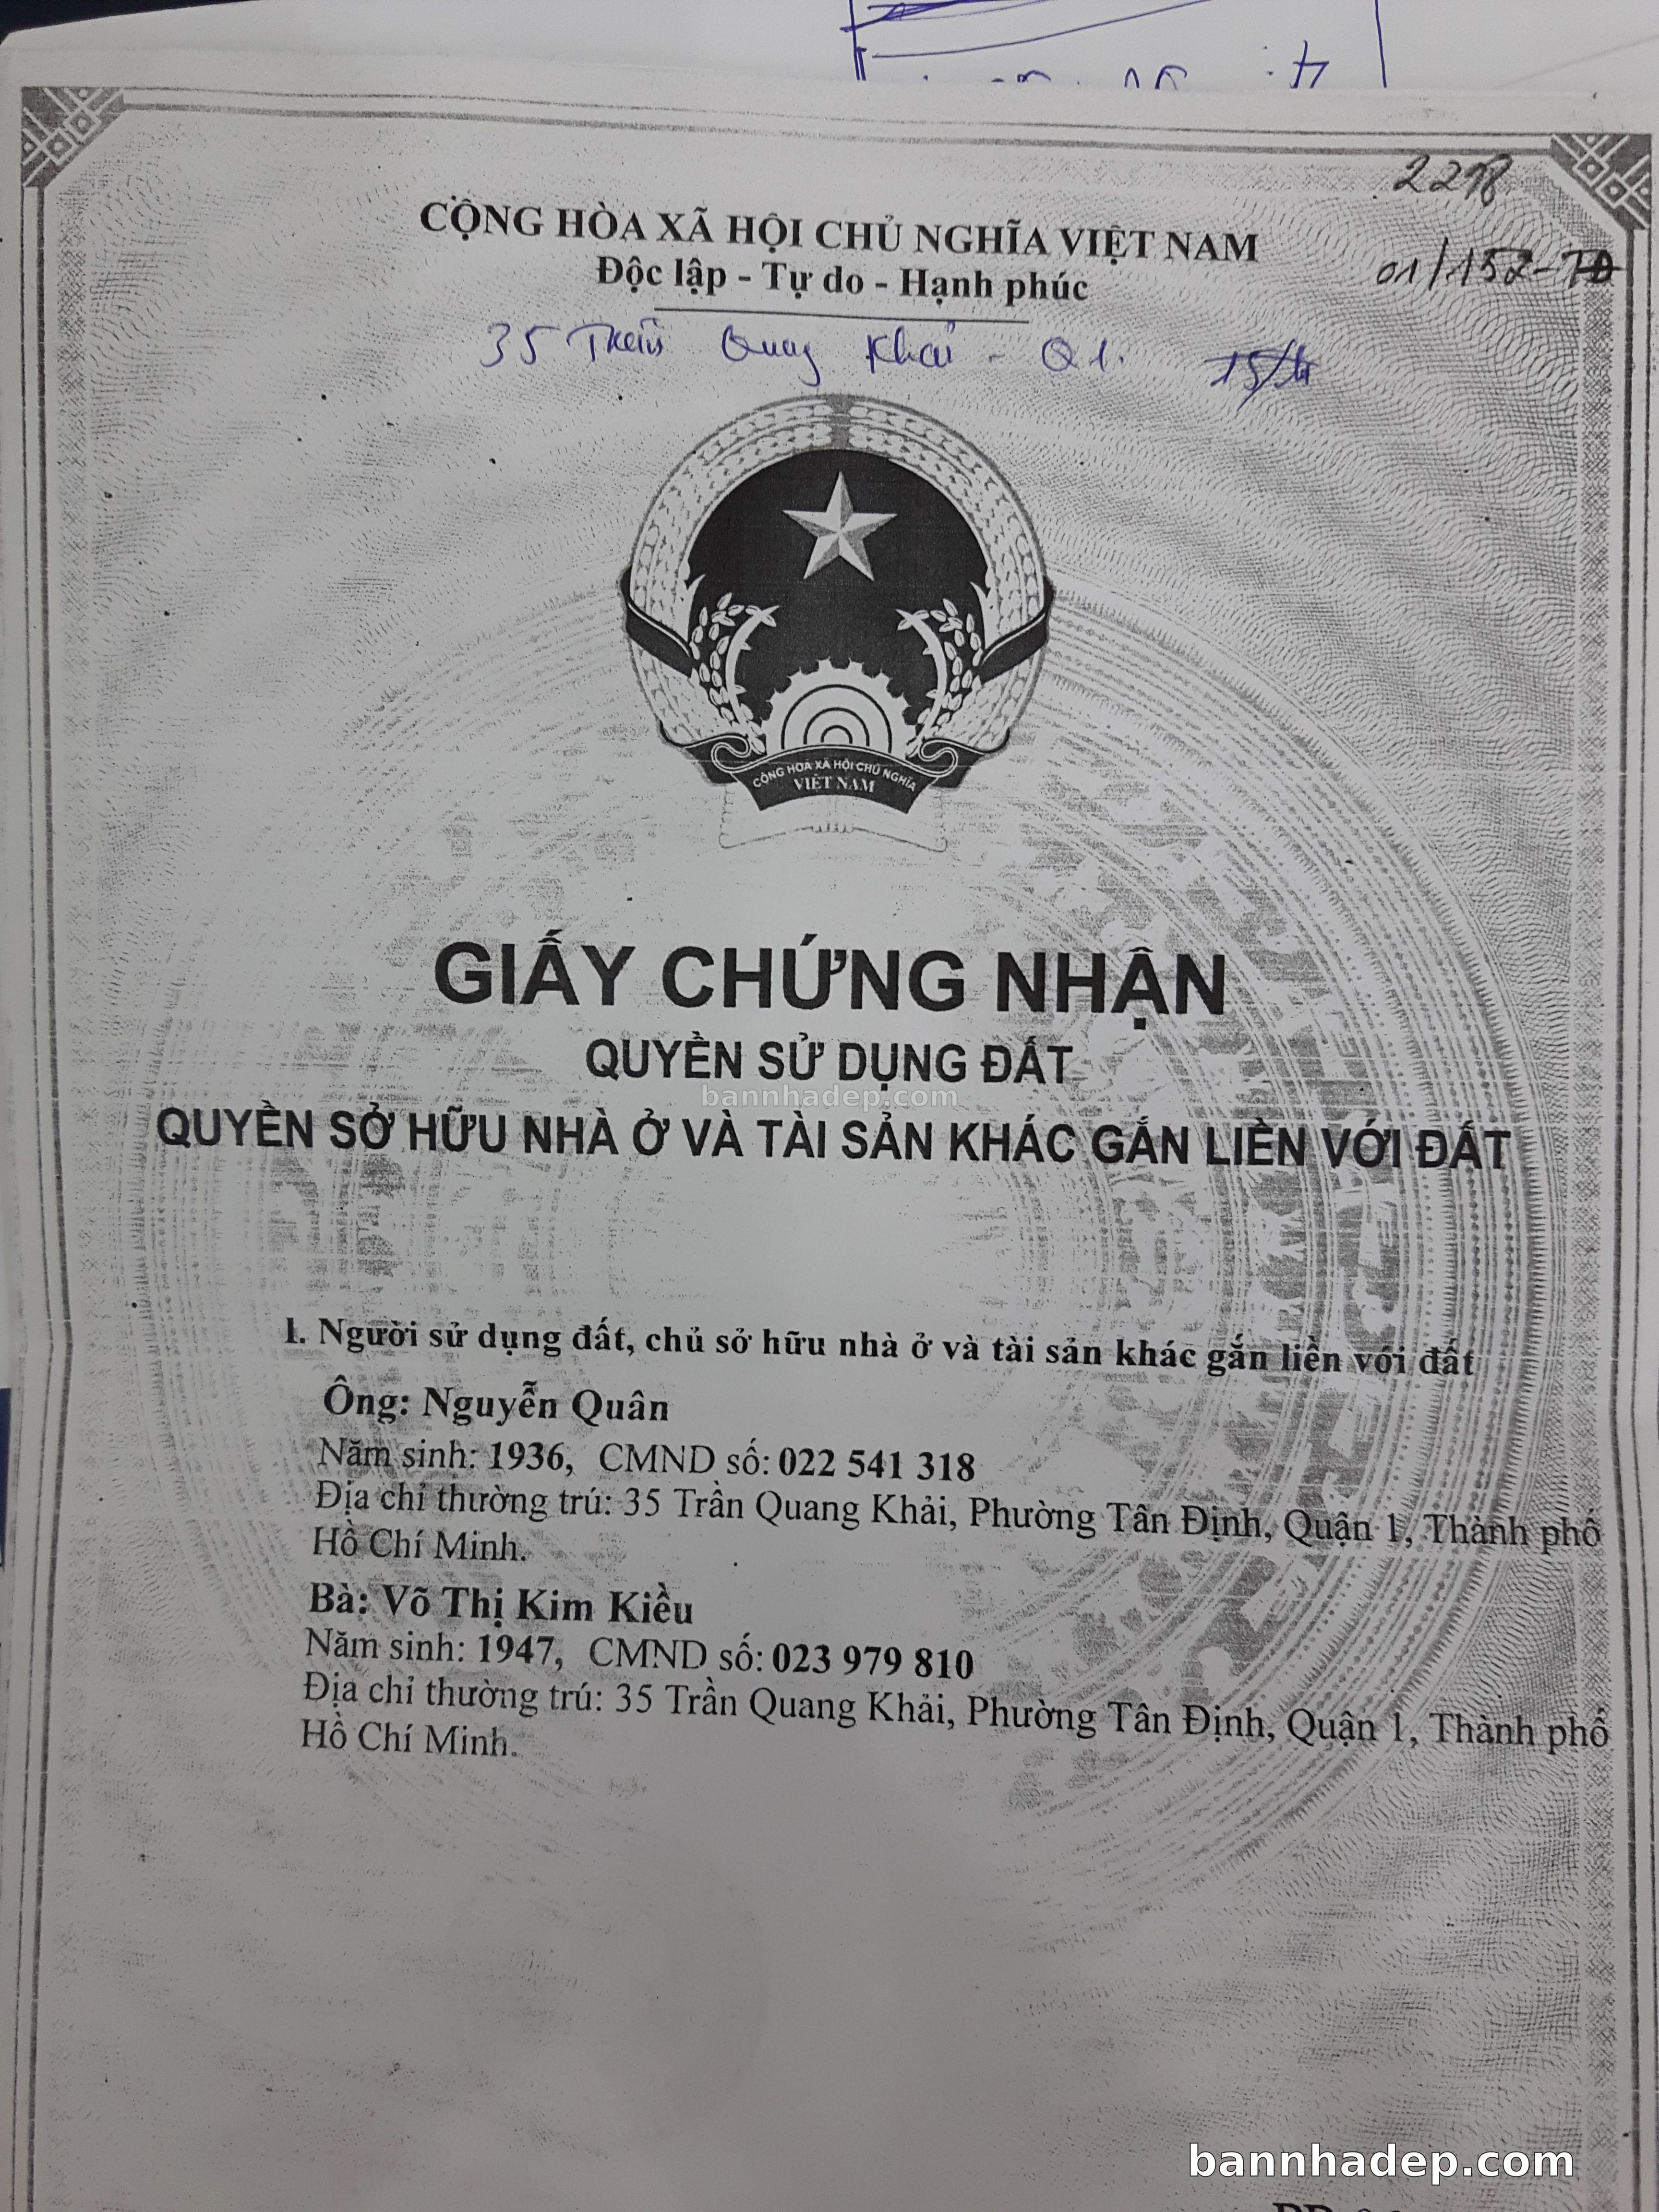 2218
CỘNG HÒA XÃ HỘI CHỦ NGHĨA VIỆT NAM
01/152-TĐ
Độc lập - Tự do - Hạnh phúc
35 Trần Quang Khải - Q1.
CỘNG HÒA XÃ HỘI CHỦ NGHĨA
VIỆT NAM
GIẤY CHỨNG NHẬN
QUYỀN SỬ DỤNG ĐẤT
bannhadep.com
QUYỀN SỞ HỮU NHÀ Ở VÀ TÀI SẢN KHÁC GẮN LIỀN VỚI ĐẤT
I. Người sử dụng đất, chủ sở hữu nhà ở và tài sản khác gắn liền với đất
Ông: Nguyễn Quân
Năm sinh: 1936, CMND số: 022 541 318
Địa chỉ thường trú: 35 Trần Quang Khải, Phường Tân Định, Quận 1, Thành phố
Hồ Chí Minh.
Bà: Võ Thị Kim Kiều
Năm sinh: 1947, CMND số: 023 979 810
Địa chỉ thường trú: 35 Trần Quang Khải, Phường Tân Định, Quận 1, Thành phố
Hồ Chí Minh.
bannhadep.com